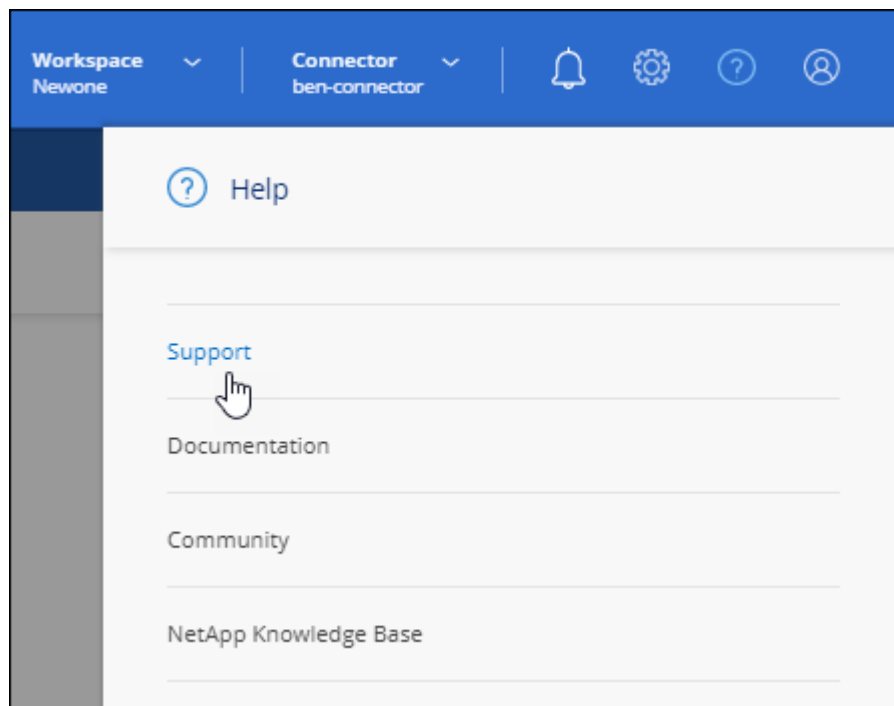 Workspace
Newone
Connector
ben-connector
Help
Support
Documentation
Community
NetApp Knowledge Base